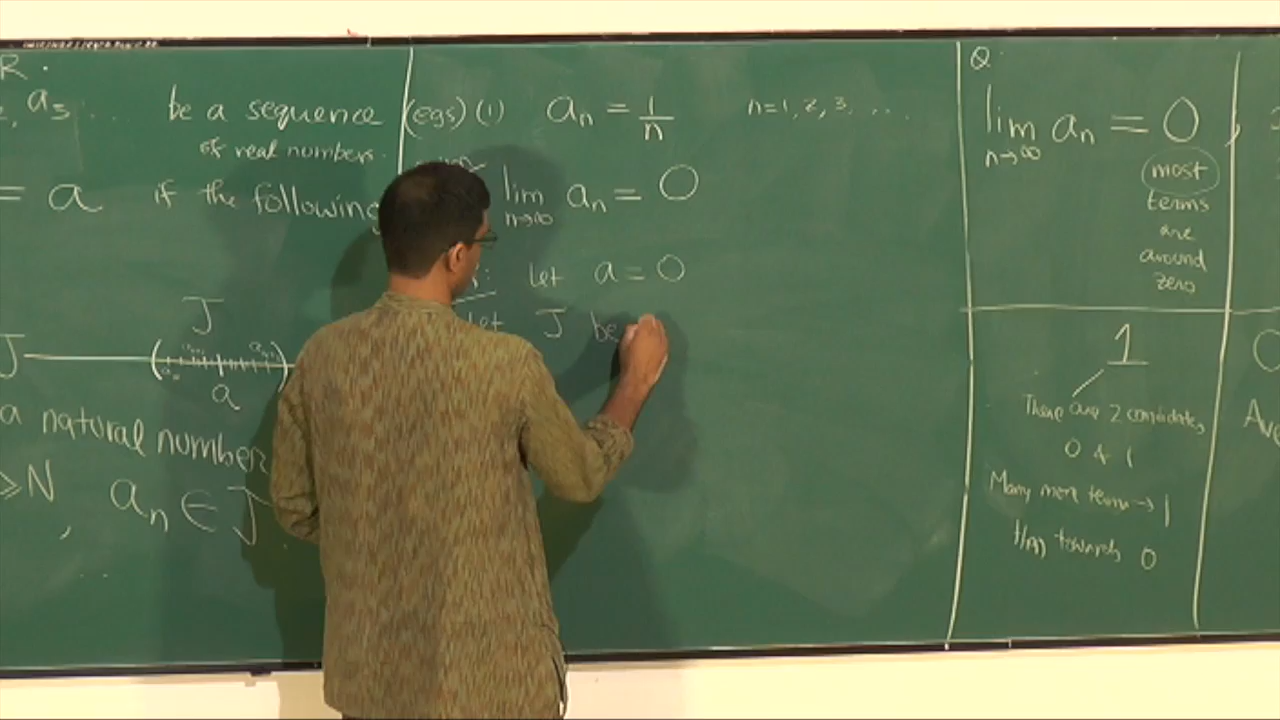 R.
a₃ ... be a sequence
of real numbers.
= a if the following
J
J
a
a natural number
≥N, aₙ ∈ J
(egs) (1) aₙ = 1/n n=1, 2, 3, ...
lim n→∞ aₙ = 0
let a = 0
let J be
Q.
lim n→∞ aₙ = 0,
most
terms
are
around
zero
1
There are 2 candidates,
0 & 1
Many more terms → 1
than towards 0